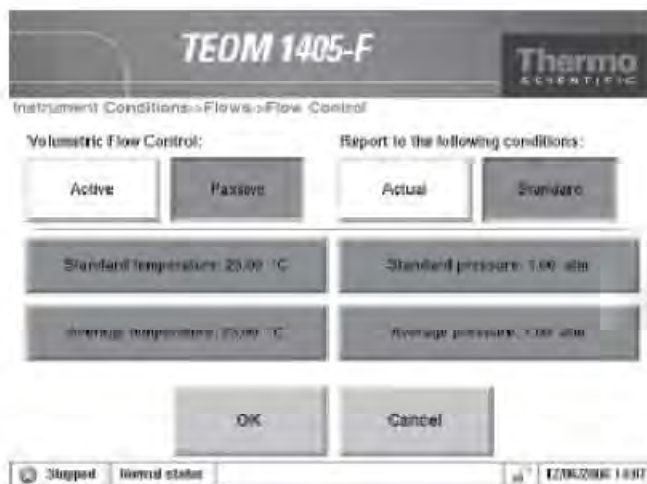 TEOM 1405-F
Thermo
SCIENTIFIC
Instrument Conditions>Flows>Flow Control
Volumetric Flow Control:
Report to the following conditions:
Active
Passive
Actual
Standard
Standard temperature: 25.00 °C
Standard pressure: 1.00 atm
Average temperature: 25.00 °C
Average pressure: 1.00 atm
OK
Cancel
Stopped
Normal status